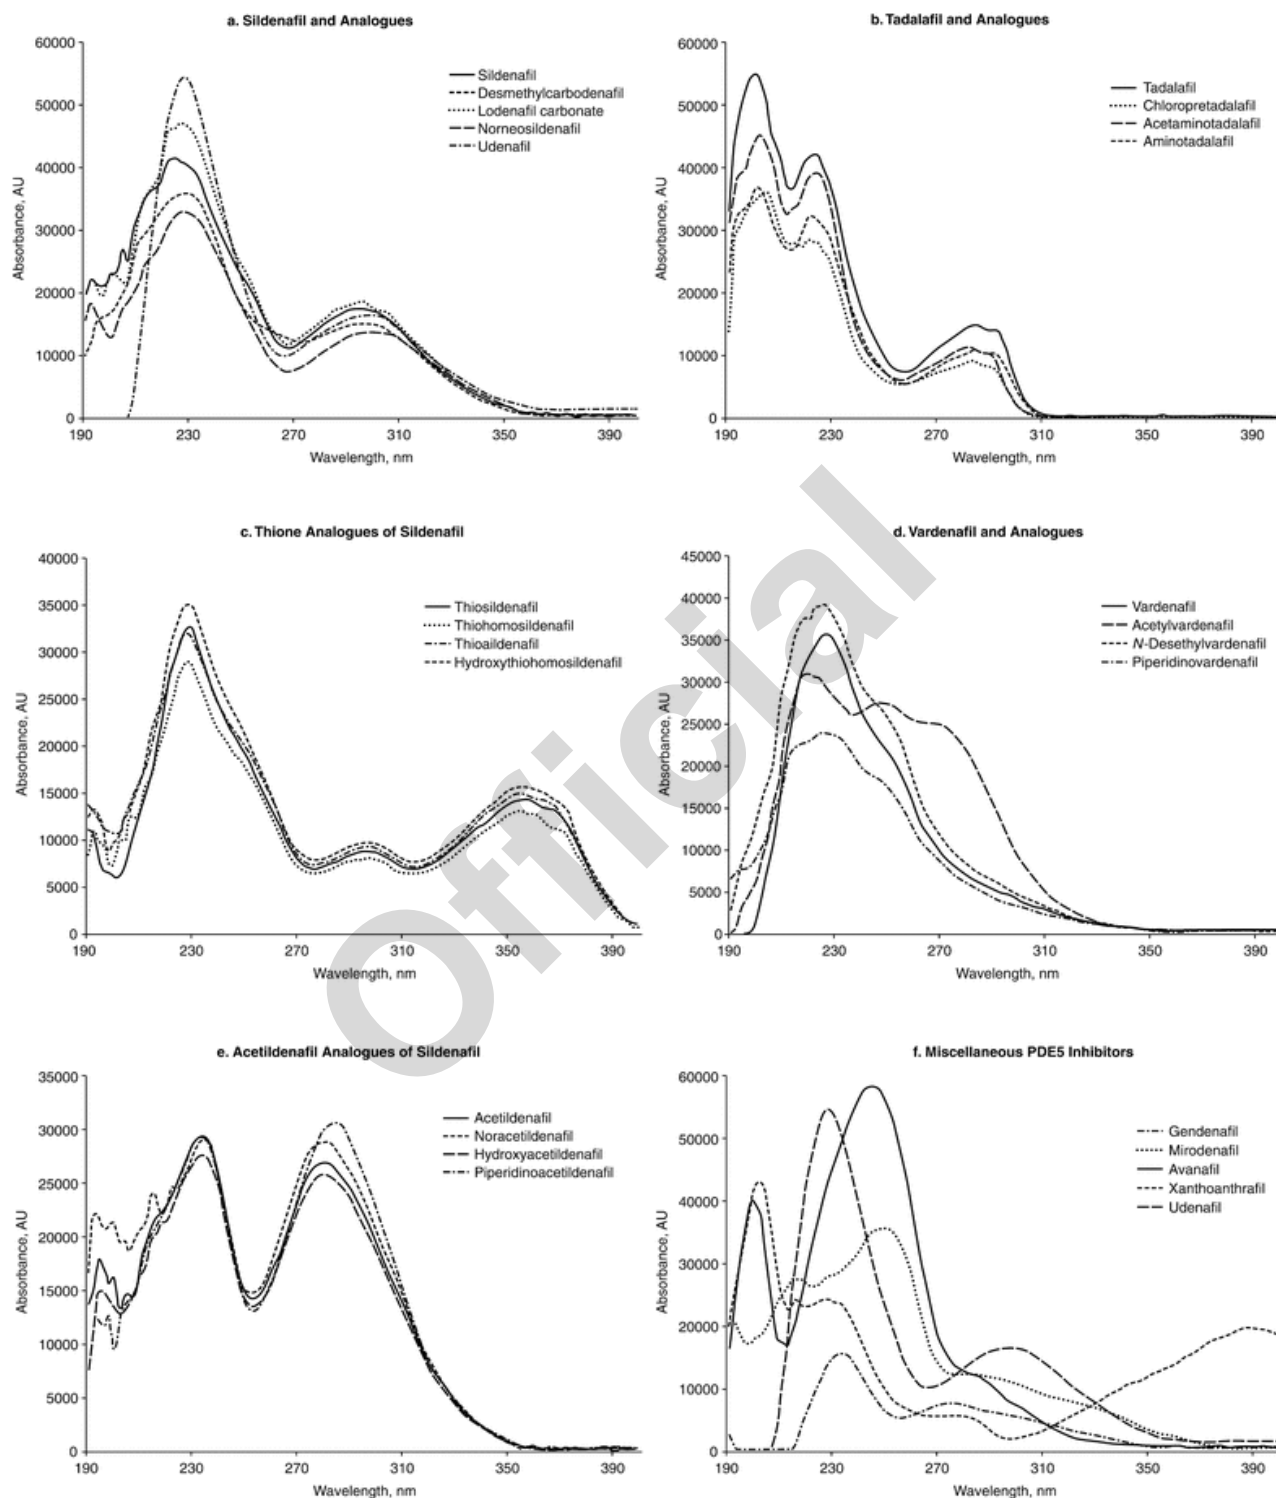 a. Sildenafil and Analogues
60000
50000
40000
30000
20000
10000
0
Absorbance, AU
190 230 270 310 350 390
Wavelength, nm
Sildenafil
Desmethylcarbodenafil
Lodenafil carbonate
Norneosildenafil
Udenafil
b. Tadalafil and Analogues
60000
50000
40000
30000
20000
10000
0
Absorbance, AU
190 230 270 310 350 390
Wavelength, nm
Tadalafil
Chloropretadalafil
Acetaminotadalafil
Aminotadalafil
c. Thione Analogues of Sildenafil
40000
35000
30000
25000
20000
15000
10000
5000
0
Absorbance, AU
190 230 270 310 350 390
Wavelength, nm
Thiosildenafil
Thiohomosildenafil
Thioaildenafil
Hydroxythiohomosildenafil
d. Vardenafil and Analogues
45000
40000
35000
30000
25000
20000
15000
10000
5000
0
Absorbance, AU
190 230 270 310 350 390
Wavelength, nm
Vardenafil
Acetylvardenafil
N-Desethylvardenafil
Piperidinovardenafil
e. Acetildenafil Analogues of Sildenafil
35000
30000
25000
20000
15000
10000
5000
0
Absorbance, AU
190 230 270 310 350 390
Wavelength, nm
Acetildenafil
Noracetildenafil
Hydroxyacetildenafil
Piperidinoacetildenafil
f. Miscellaneous PDE5 Inhibitors
60000
50000
40000
30000
20000
10000
0
Absorbance, AU
190 230 270 310 350 390
Wavelength, nm
Gendenafil
Mirodenafil
Avanafil
Xanthoanthrafil
Udenafil
Oficial